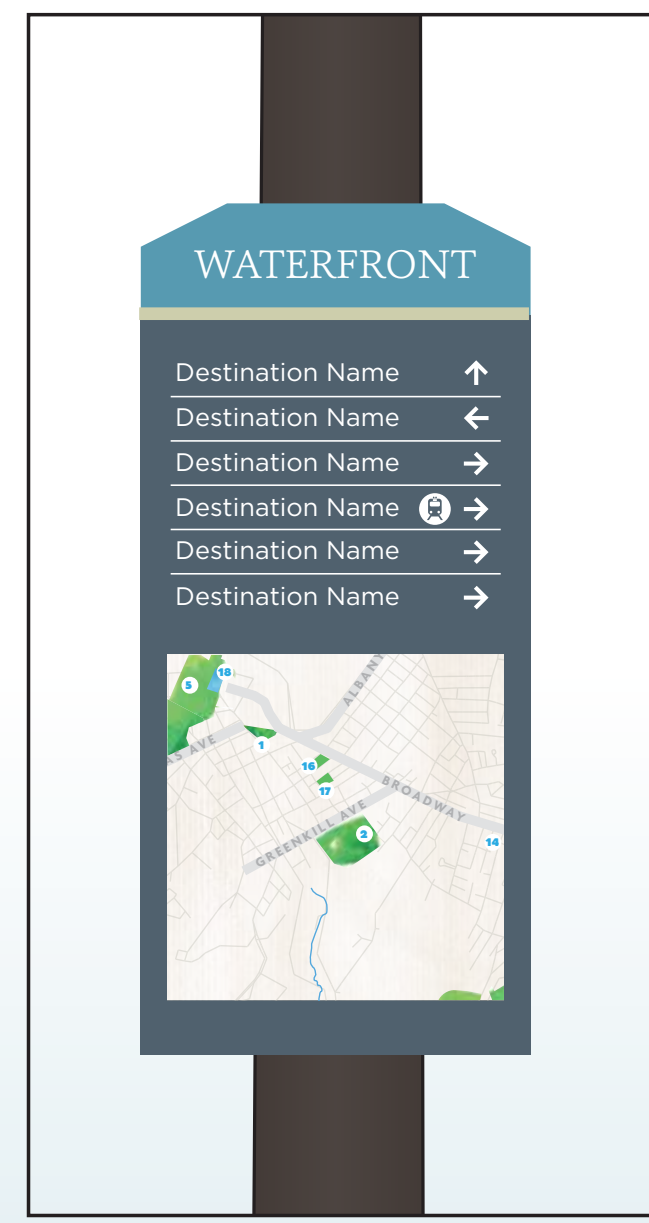 WATERFRONT
Destination Name ↑
Destination Name ←
Destination Name →
Destination Name →
Destination Name →
Destination Name →
5
18
ALBANY
AS AVE
1
16
17
BROADWAY
GREENKILL AVE
2
14